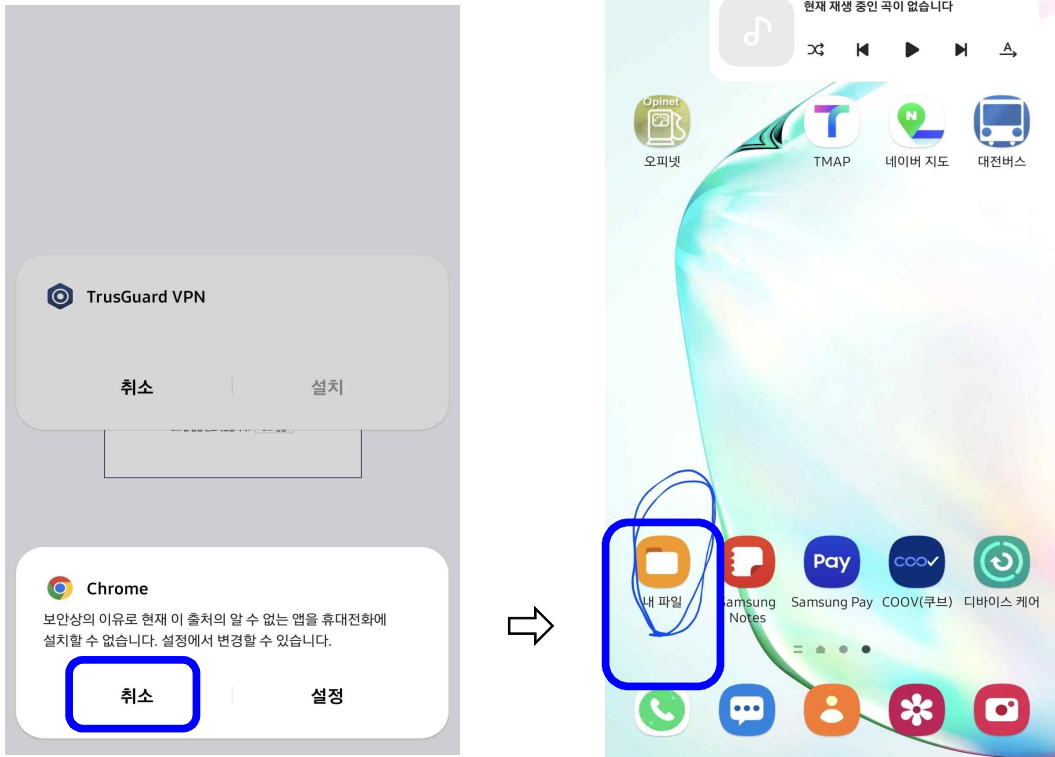 TrusGuard VPN
취소
설치
Chrome
보안상의 이유로 현재 이 출처의 알 수 없는 앱을 휴대전화에
설치할 수 없습니다. 설정에서 변경할 수 있습니다.
취소
설정
현재 재생 중인 곡이 없습니다
A
Opinet
오피넷
TMAP
N
네이버 지도
대전버스
내 파일
Samsung
Notes
Pay
Samsung Pay
COOV
COOV(쿠브)
디바이스 케어